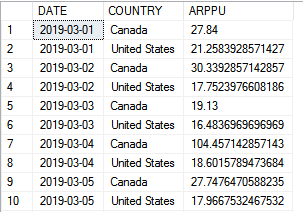 DATE COUNTRY ARPPU
1 2019-03-01 Canada 27.84
2 2019-03-01 United States 21.2583928571427
3 2019-03-02 Canada 30.3392857142857
4 2019-03-02 United States 17.7523976608186
5 2019-03-03 Canada 19.13
6 2019-03-03 United States 16.4836969696969
7 2019-03-04 Canada 104.457142857143
8 2019-03-04 United States 18.6015789473684
9 2019-03-05 Canada 27.7476470588235
10 2019-03-05 United States 17.9667532467532